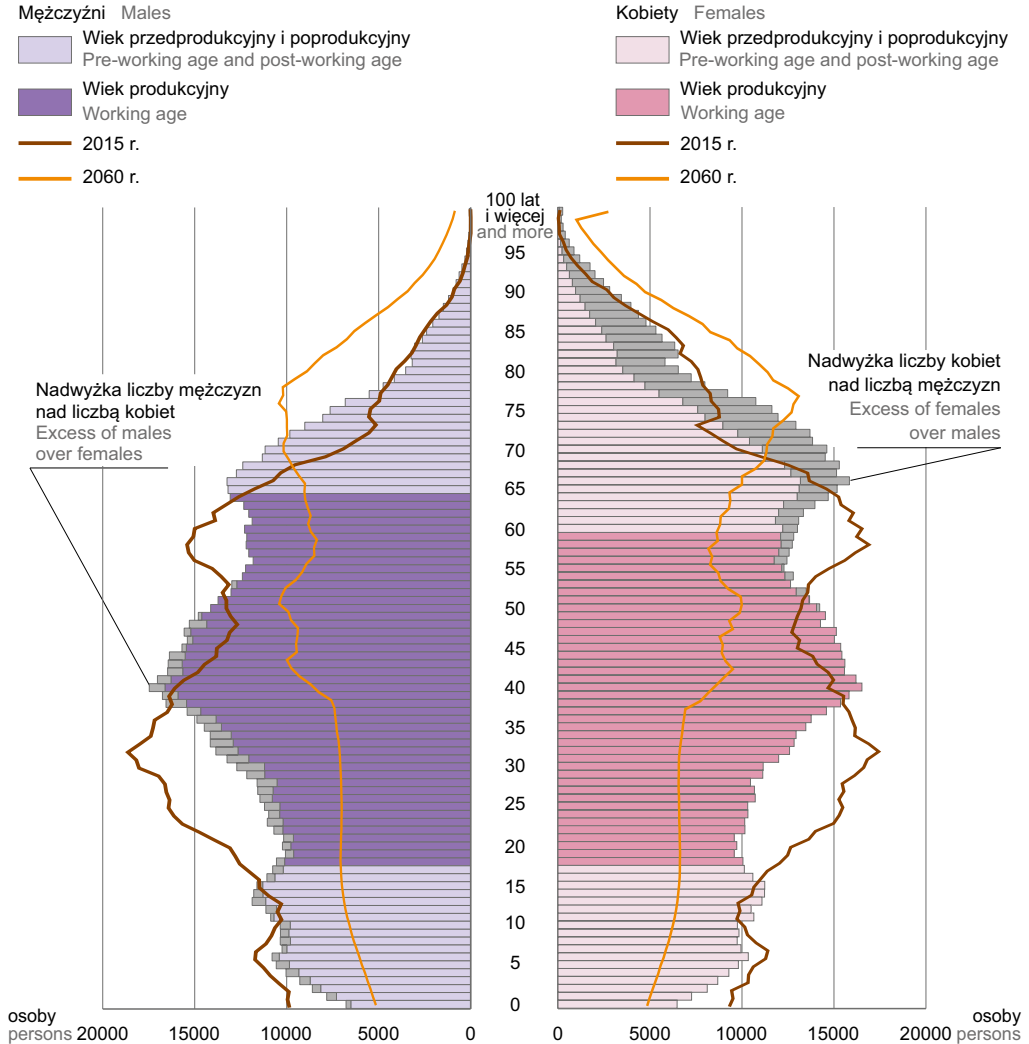 Mężczyźni Males
Wiek przedprodukcyjny i poprodukcyjny
Pre-working age and post-working age
Wiek produkcyjny
Working age
2015 r.
2060 r.
Kobiety Females
Wiek przedprodukcyjny i poprodukcyjny
Pre-working age and post-working age
Wiek produkcyjny
Working age
2015 r.
2060 r.
100 lat
i więcej
and more
95
90
85
80
75
70
65
60
55
50
45
40
35
30
25
20
15
10
5
0
Nadwyżka liczby mężczyzn
nad liczbą kobiet
Excess of males
over females
Nadwyżka liczby kobiet
nad liczbą mężczyzn
Excess of females
over males
osoby
persons 20000 15000 10000 5000 0
0 5000 10000 15000 20000
osoby
persons